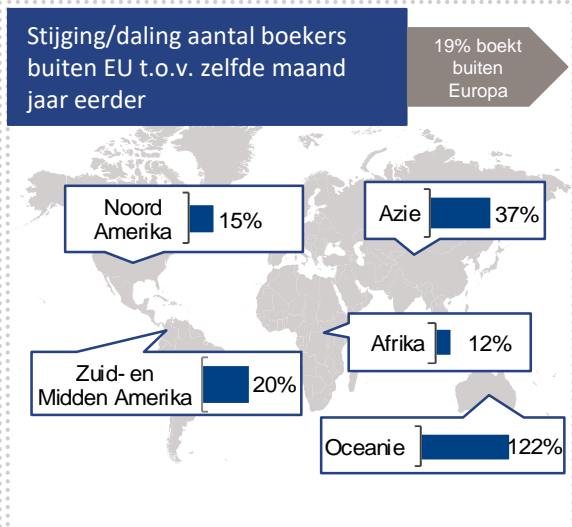 Stijging/daling aantal boekers
buiten EU t.o.v. zelfde maand
jaar eerder
19% boekt
buiten
Europa
Noord
Amerika
15%
Azie
37%
Afrika
12%
Zuid- en
Midden Amerika
20%
Oceanie
122%